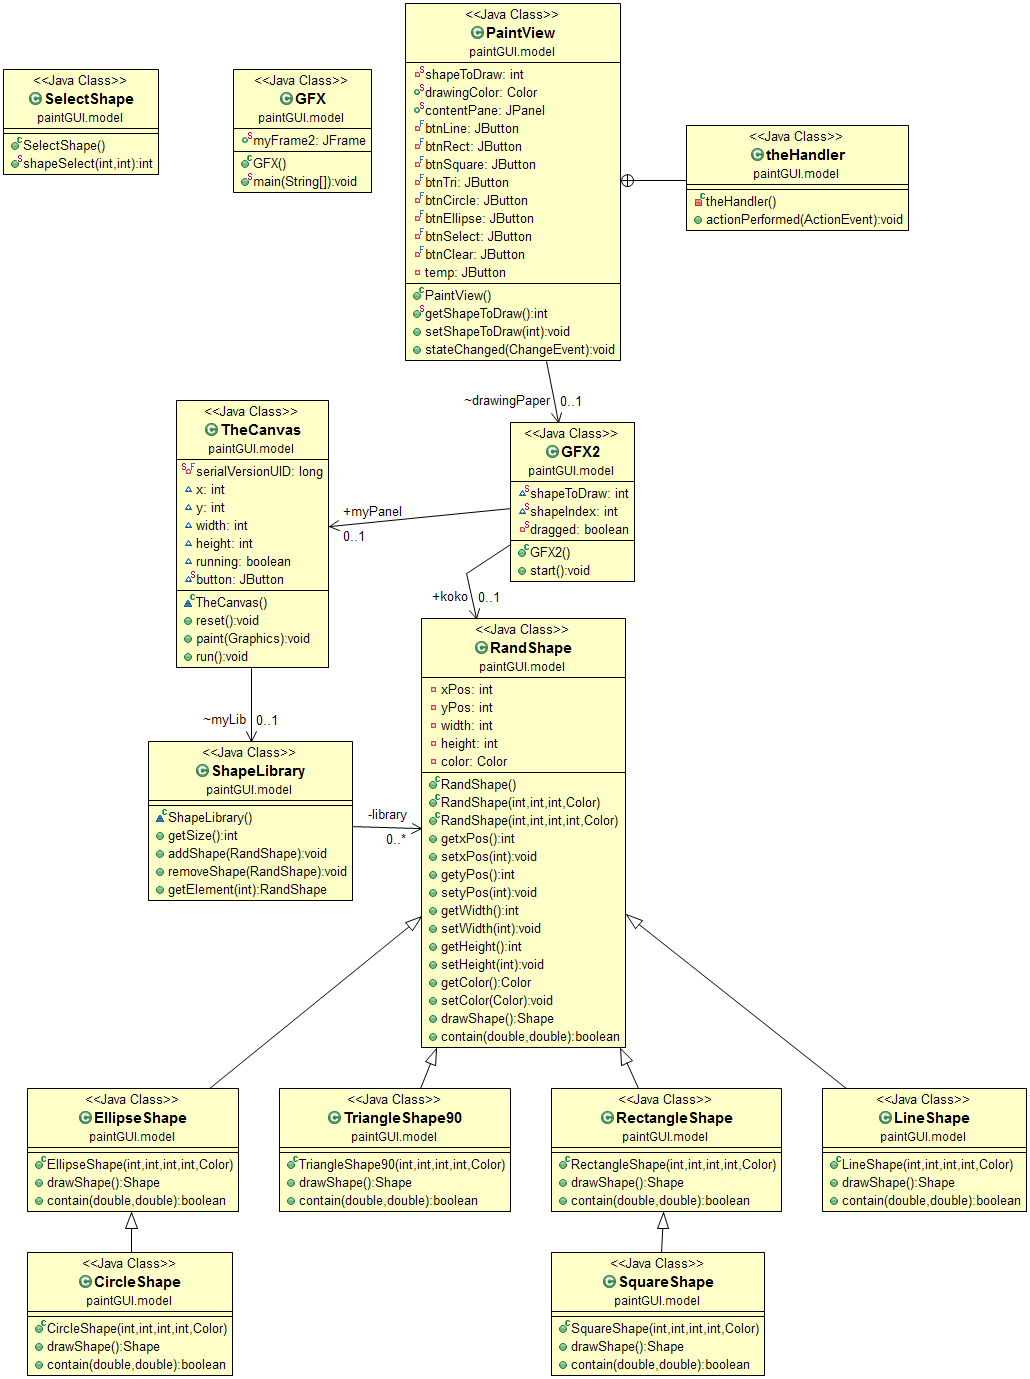 <<Java Class>>
PaintView
paintGUI.model
shapeToDraw: int
drawingColor: Color
contentPane: JPanel
btnLine: JButton
btnRect: JButton
btnSquare: JButton
btnTri: JButton
btnCircle: JButton
btnEllipse: JButton
btnSelect: JButton
btnClear: JButton
temp: JButton
PaintView()
getShapeToDraw():int
setShapeToDraw(int):void
stateChanged(ChangeEvent):void
<<Java Class>>
SelectShape
paintGUI.model
SelectShape()
shapeSelect(int,int):int
<<Java Class>>
GFX
paintGUI.model
myFrame2: JFrame
GFX()
main(String[]):void
<<Java Class>>
theHandler
paintGUI.model
theHandler()
actionPerformed(ActionEvent):void
~drawingPaper 0..1
<<Java Class>>
TheCanvas
paintGUI.model
serialVersionUID: long
x: int
y: int
width: int
height: int
running: boolean
button: JButton
TheCanvas()
reset():void
paint(Graphics):void
run():void
<<Java Class>>
GFX2
paintGUI.model
shapeToDraw: int
shapeIndex: int
dragged: boolean
GFX2()
start():void
+myPanel
0..1
+koko 0..1
~myLib 0..1
<<Java Class>>
ShapeLibrary
paintGUI.model
ShapeLibrary()
getSize():int
addShape(RandShape):void
removeShape(RandShape):void
getElement(int):RandShape
-library
0..*
<<Java Class>>
RandShape
paintGUI.model
xPos: int
yPos: int
width: int
height: int
color: Color
RandShape()
RandShape(int,int,int,Color)
RandShape(int,int,int,int,Color)
getxPos():int
setxPos(int):void
getyPos():int
setyPos(int):void
getWidth():int
setWidth(int):void
getHeight():int
setHeight(int):void
getColor():Color
setColor(Color):void
drawShape():Shape
contain(double,double):boolean
<<Java Class>>
EllipseShape
paintGUI.model
EllipseShape(int,int,int,int,Color)
drawShape():Shape
contain(double,double):boolean
<<Java Class>>
TriangleShape90
paintGUI.model
TriangleShape90(int,int,int,int,Color)
drawShape():Shape
contain(double,double):boolean
<<Java Class>>
RectangleShape
paintGUI.model
RectangleShape(int,int,int,int,Color)
drawShape():Shape
contain(double,double):boolean
<<Java Class>>
LineShape
paintGUI.model
LineShape(int,int,int,int,Color)
drawShape():Shape
contain(double,double):boolean
<<Java Class>>
CircleShape
paintGUI.model
CircleShape(int,int,int,int,Color)
drawShape():Shape
contain(double,double):boolean
<<Java Class>>
SquareShape
paintGUI.model
SquareShape(int,int,int,int,Color)
drawShape():Shape
contain(double,double):boolean